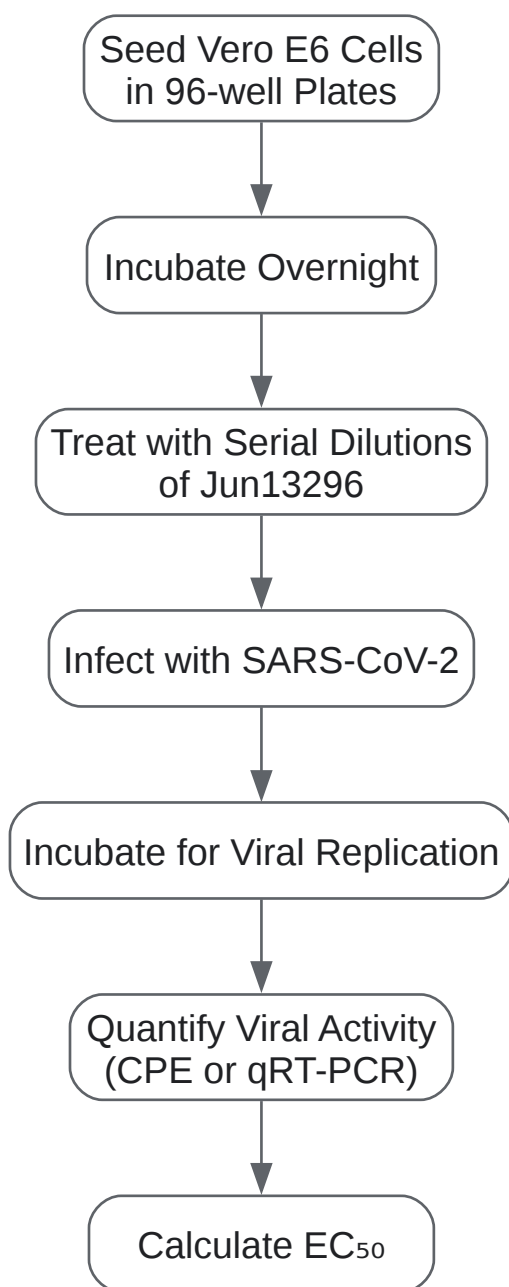 Seed Vero E6 Cells
in 96-well Plates
Incubate Overnight
Treat with Serial Dilutions
of Jun13296
Infect with SARS-CoV-2
Incubate for Viral Replication
Quantify Viral Activity
(CPE or qRT-PCR)
Calculate EC₅₀